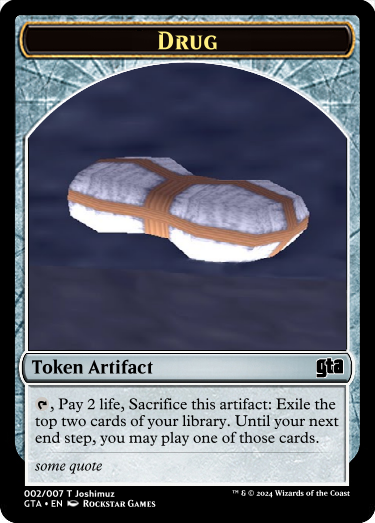 DRUG
Token Artifact
gta
, Pay 2 life, Sacrifice this artifact: Exile the
top two cards of your library. Until your next
end step, you may play one of those cards.
some quote
002/007 T Joshimuz
GTA • EN ROCKSTAR GAMES
™ & © 2024 Wizards of the Coast